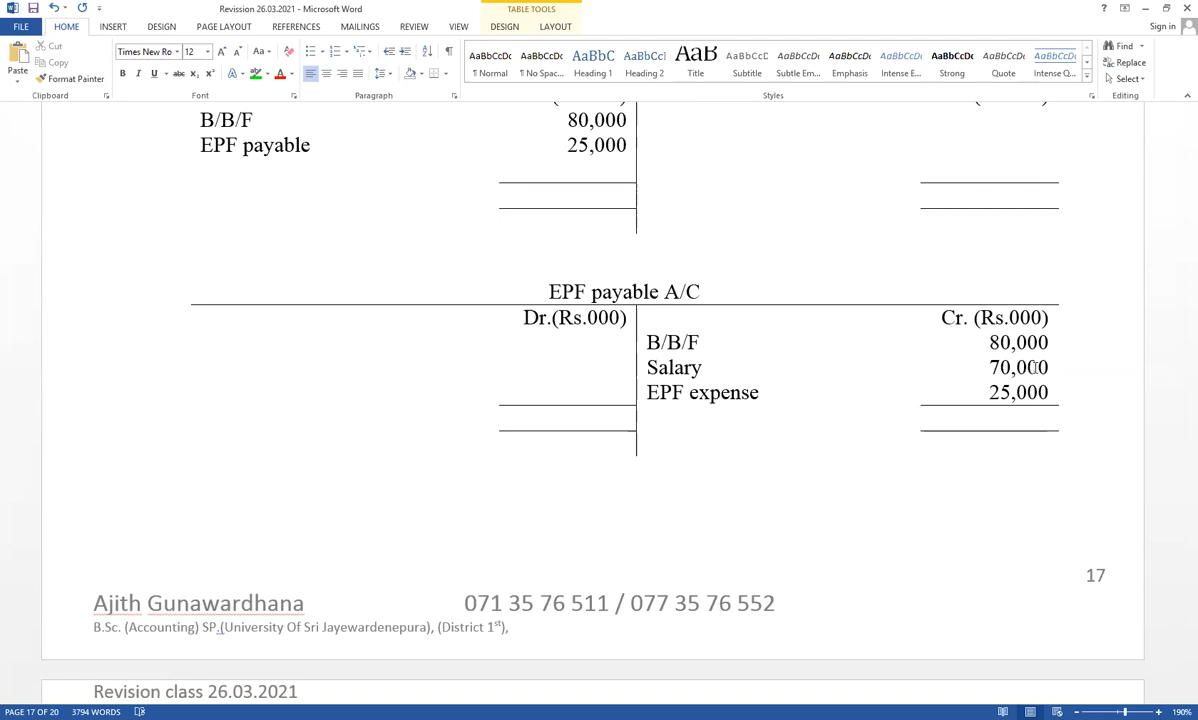 Revission 26.03.2021 - Microsoft Word
TABLE TOOLS
Sign in
FILE HOME INSERT DESIGN PAGE LAYOUT REFERENCES MAILINGS REVIEW VIEW DESIGN LAYOUT
Paste
Cut
Copy
Format Painter
Clipboard
Times New Ro 12
Font
Paragraph
AaBbCcDc AaBbCcDc AaBbC AaBbCcl AaB AaBbCcC AaBbCcDc AaBbCcDc AaBbCcDc AaBbCcDc AaBbCcDc AaBbCcDc
¶ Normal ¶ No Spac... Heading 1 Heading 2 Title Subtitle Subtle Em... Emphasis Intense E... Strong Quote Intense Q...
Styles
Find
Replace
Select
Editing
B/B/F 80,000
EPF payable 25,000
EPF payable A/C
Dr.(Rs.000) Cr. (Rs.000)
B/B/F 80,000
Salary 70,000
EPF expense 25,000
17
Ajith Gunawardhana 071 35 76 511 / 077 35 76 552
B.Sc. (Accounting) SP.(University Of Sri Jayewardenepura), (District 1st),
Revision class 26.03.2021
PAGE 17 OF 20 3794 WORDS 190%